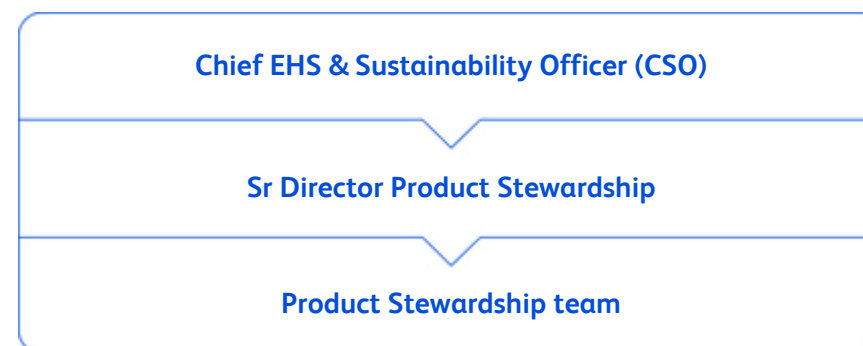 Chief EHS & Sustainability Officer (CSO)
Sr Director Product Stewardship
Product Stewardship team